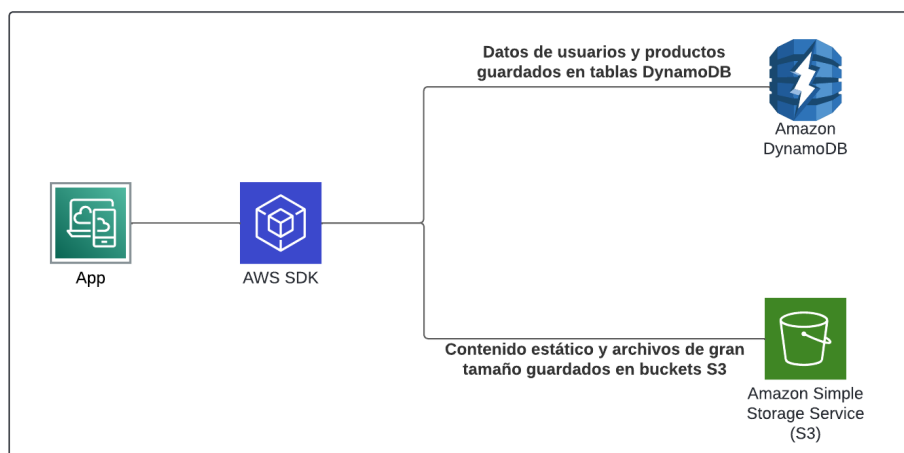 Datos de usuarios y productos
guardados en tablas DynamoDB
Amazon
DynamoDB
App
AWS SDK
Contenido estático y archivos de gran
tamaño guardados en buckets S3
Amazon Simple
Storage Service
(S3)